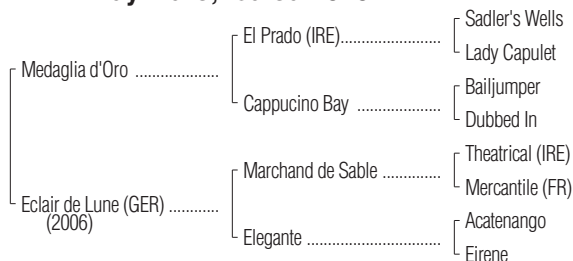 Sadler's Wells
El Prado (IRE)....................
Lady Capulet
Medaglia d'Oro ....................
Bailjumper
Cappucino Bay ....................
Dubbed In
Theatrical (IRE)
Marchand de Sable ..............
Mercantile (FR)
Eclair de Lune (GER) ............
(2006)
Acatenango
Elegante ................................
Eirene